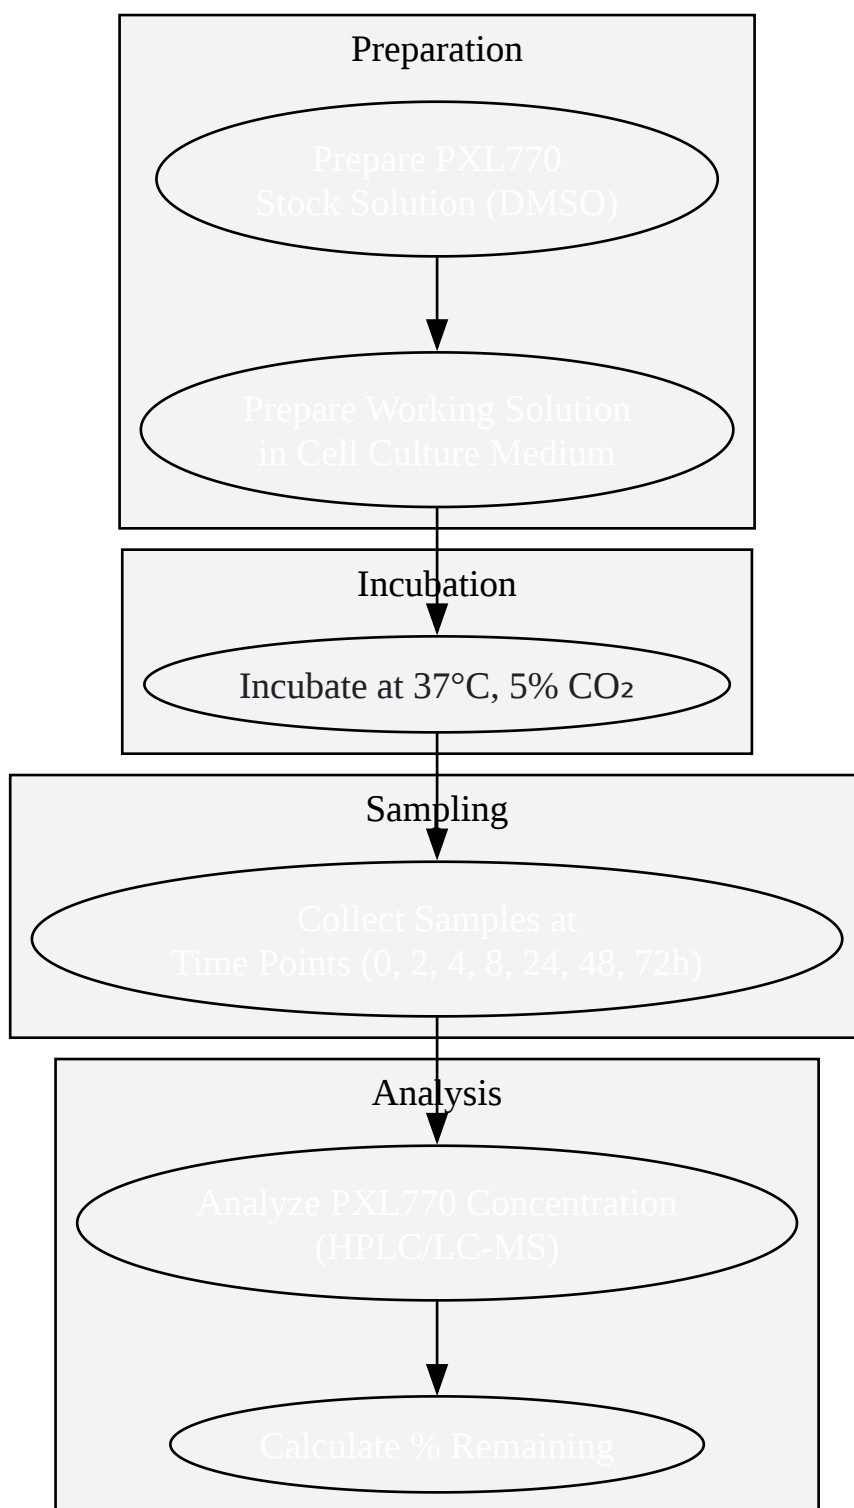 Preparation
Prepare PXL770
Stock Solution (DMSO)
Prepare Working Solution
in Cell Culture Medium
Incubation
Incubate at 37°C, 5% CO₂
Sampling
Collect Samples at
Time Points (0, 2, 4, 8, 24, 48, 72h)
Analysis
Analyze PXL770 Concentration
(HPLC/LC-MS)
Calculate % Remaining